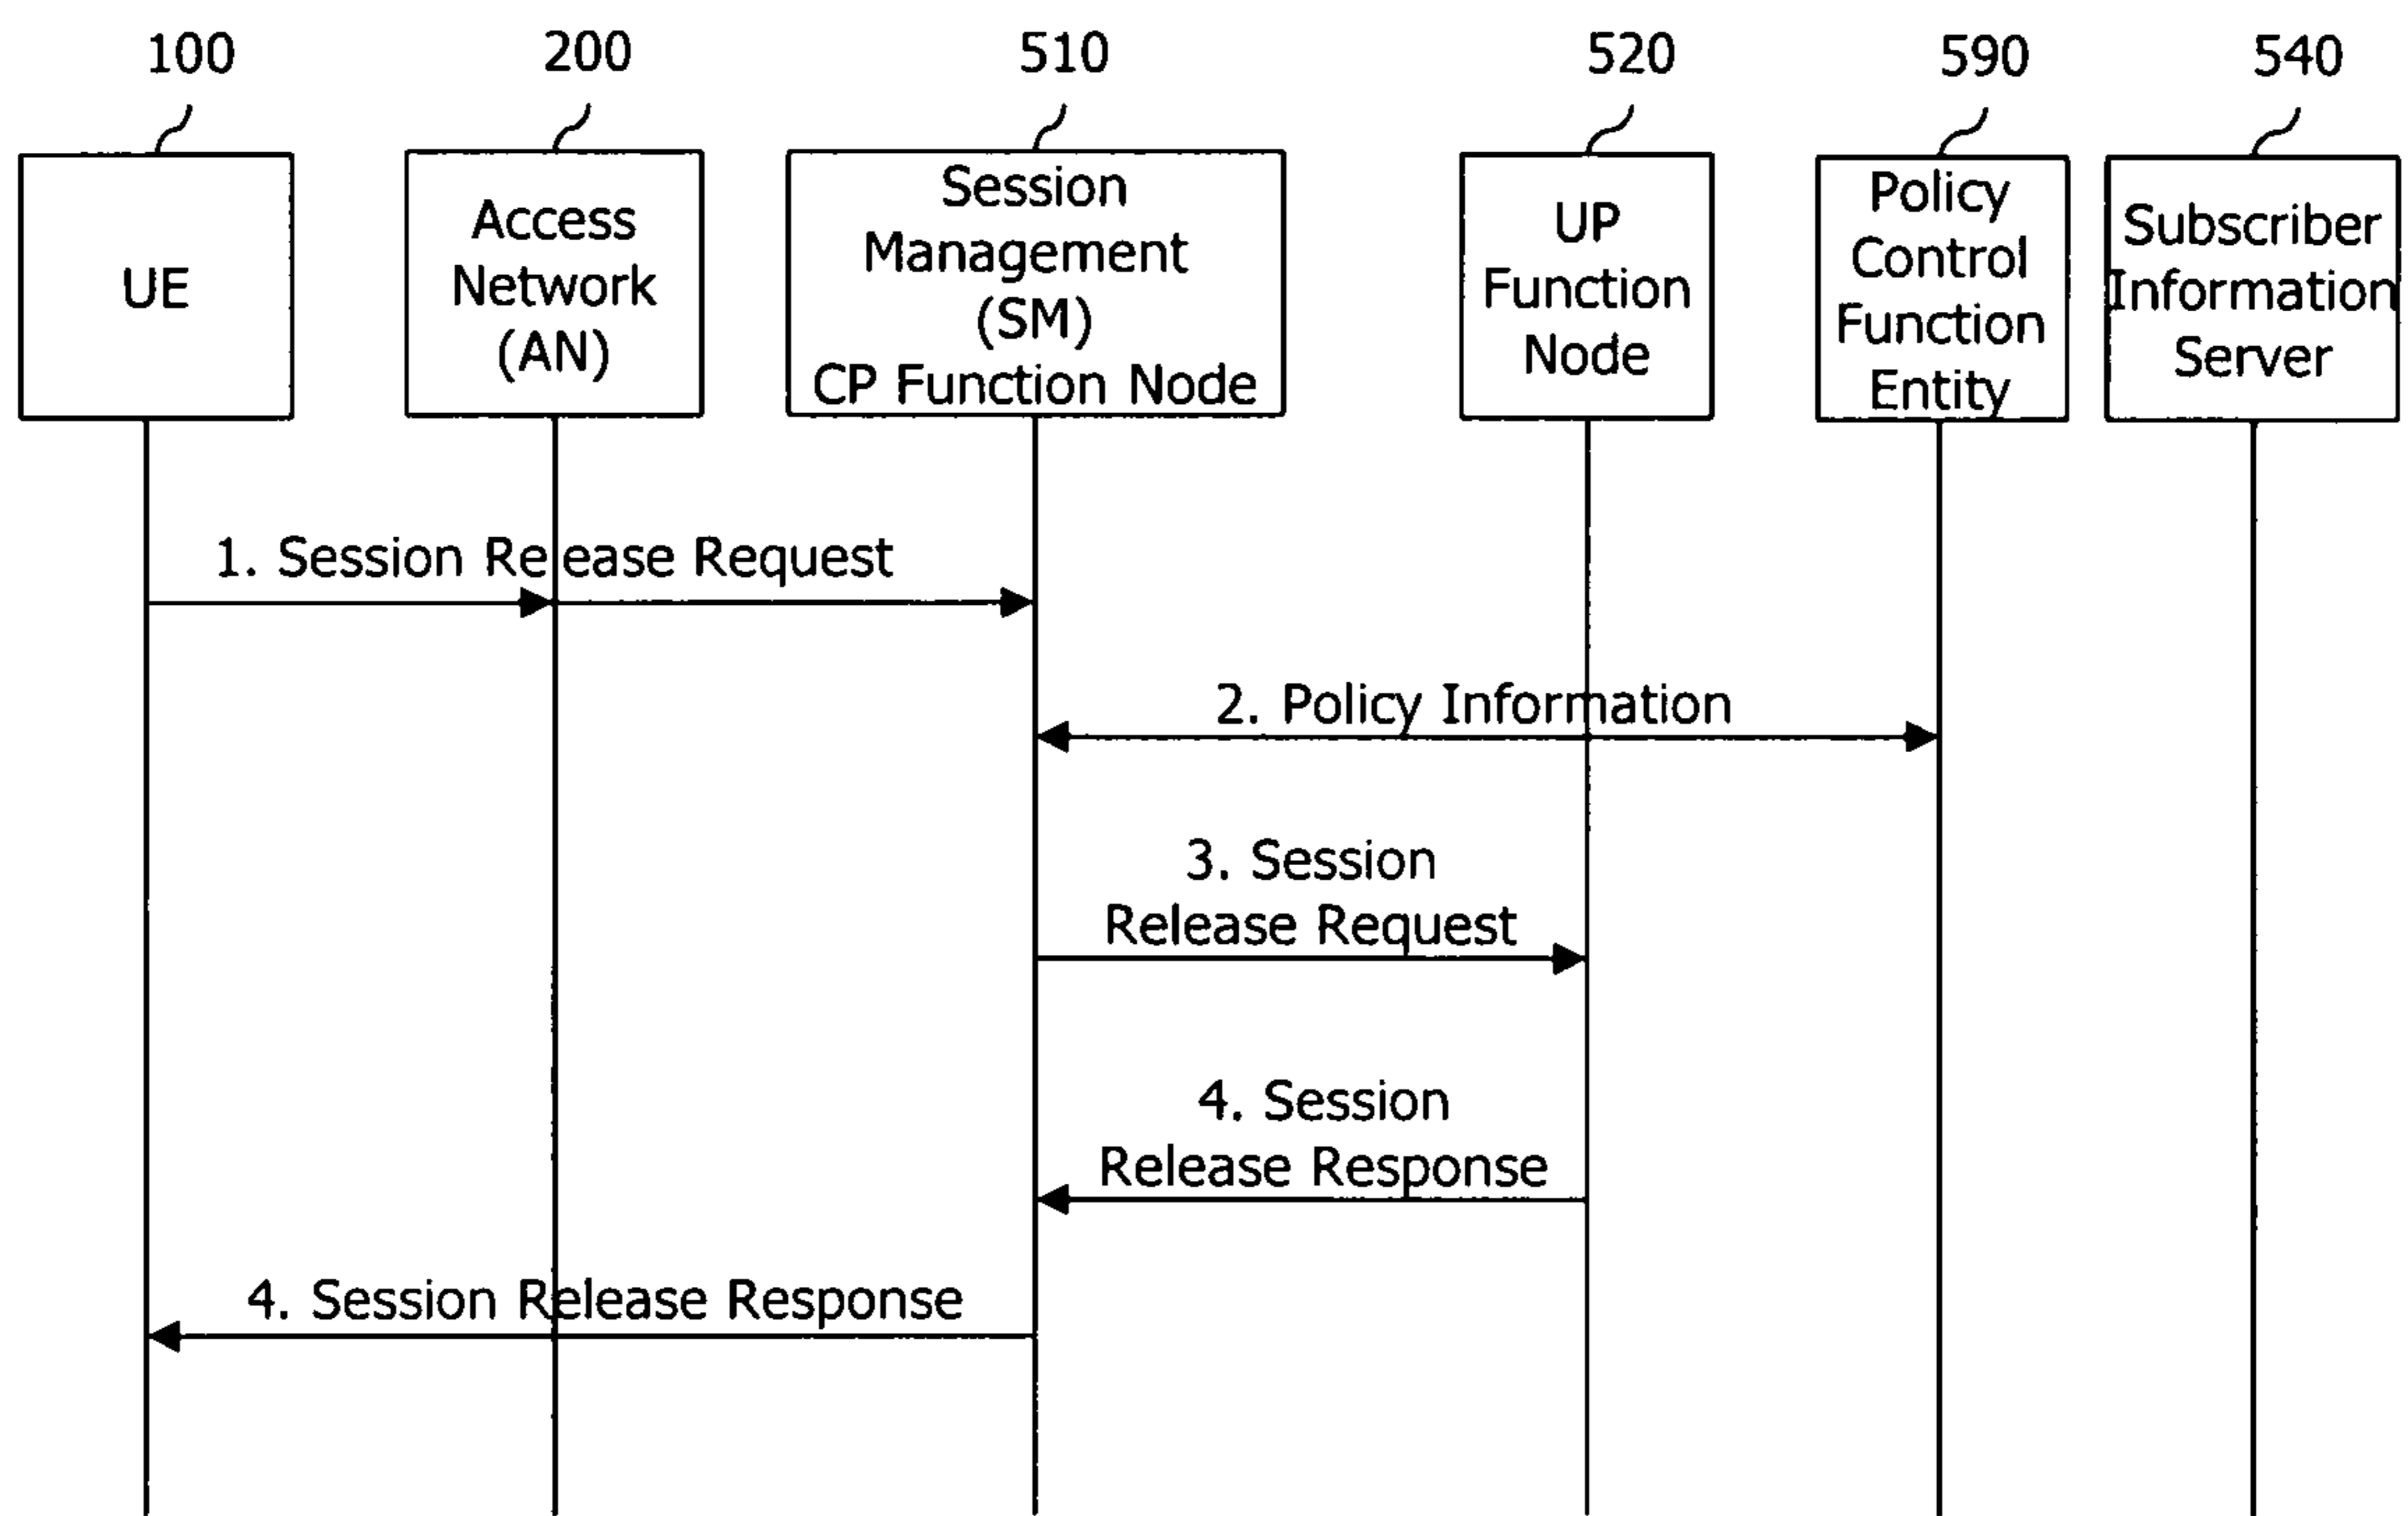 100
200
510
520
590
540
UE
Access
Network
(AN)
Session
Management
(SM)
CP Function Node
UP
Function
Node
Policy
Control
Function
Entity
Subscriber
Information
Server
1. Session Release Request
2. Policy Information
3. Session
Release Request
4. Session
Release Response
4. Session Release Response